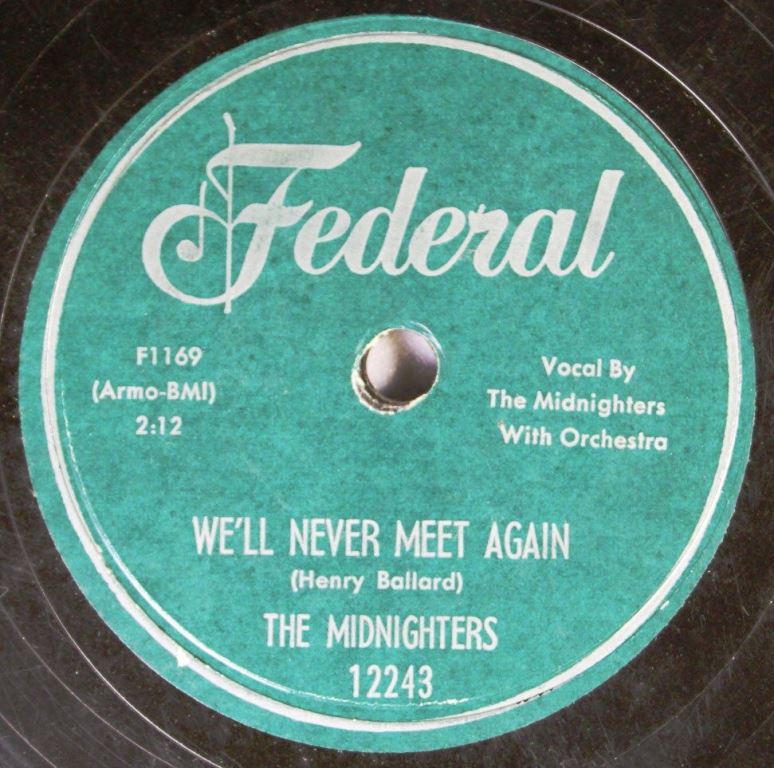 Federal
F1169
(Armo-BMI)
2:12
Vocal By
The Midnighters
With Orchestra
WE'LL NEVER MEET AGAIN
(Henry Ballard)
THE MIDNIGHTERS
12243